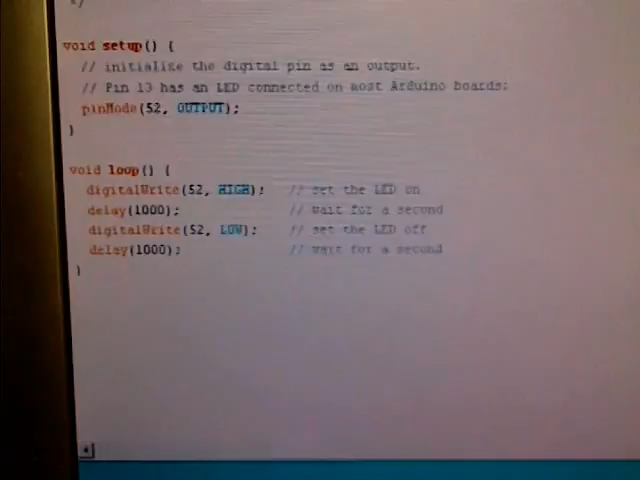 */
void setup() {
// initialize the digital pin as an output.
// Pin 13 has an LED connected on most Arduino boards:
pinMode(52, OUTPUT);
}
void loop() {
digitalWrite(52, HIGH); // set the LED on
delay(1000); // wait for a second
digitalWrite(52, LOW); // set the LED off
delay(1000); // wait for a second
}